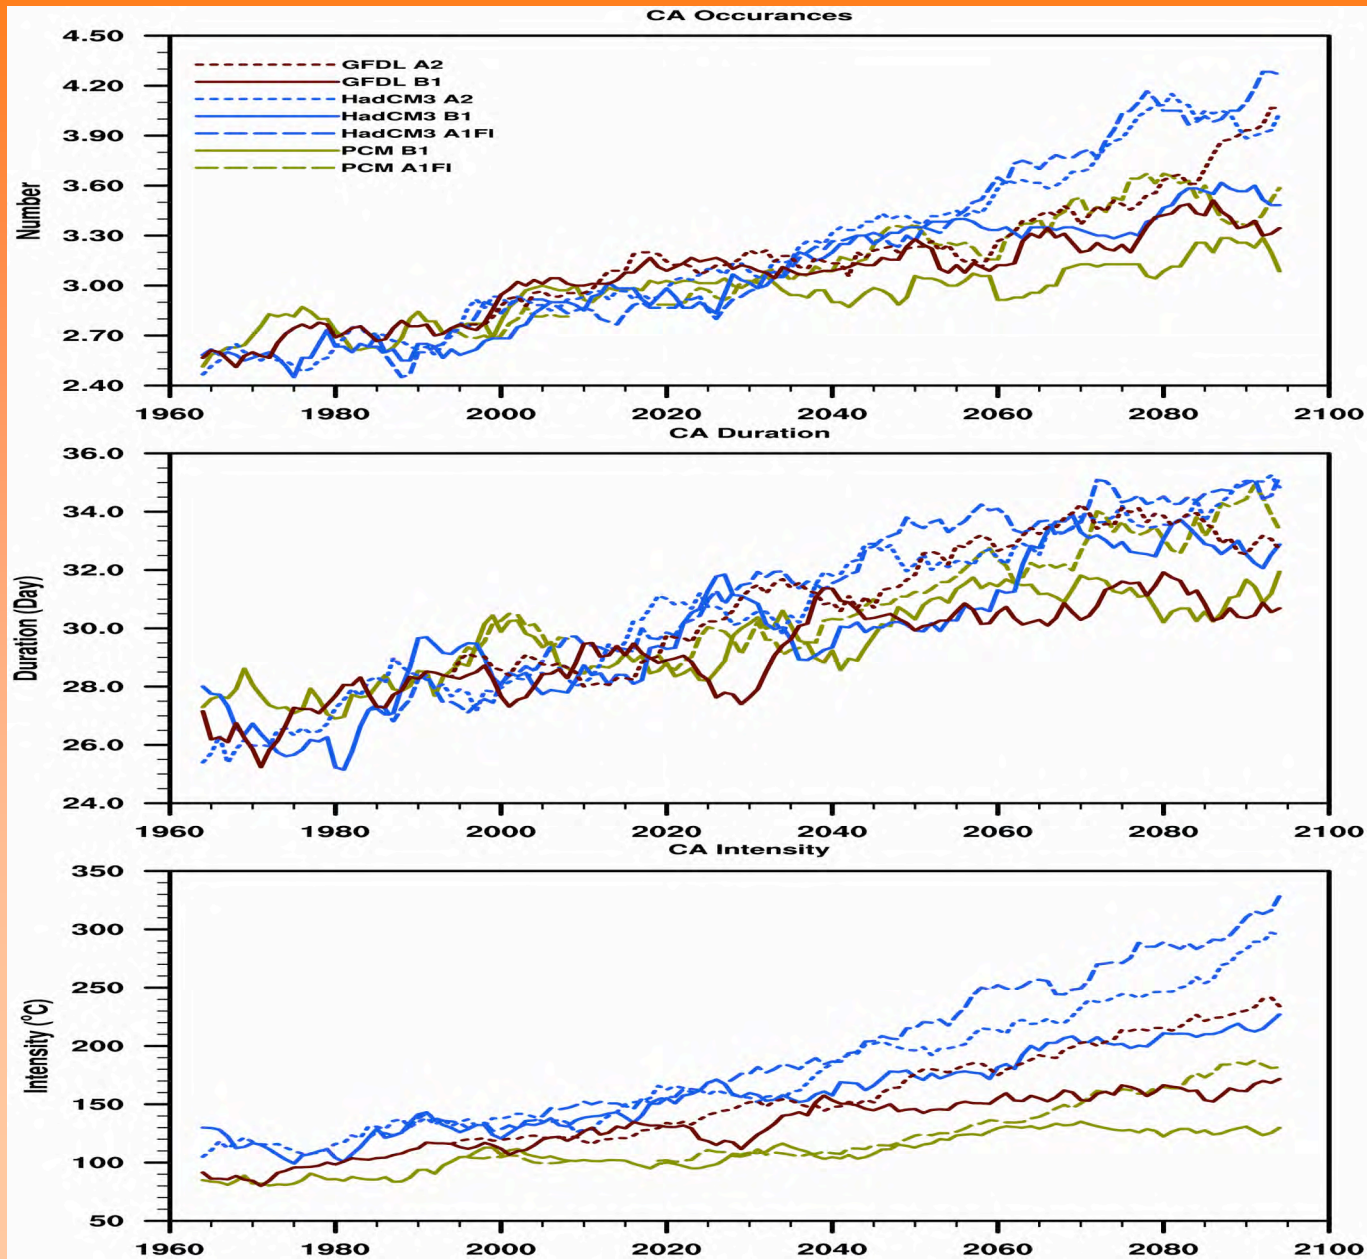 CA Occurances
4.50
4.20
3.90
3.60
3.30
3.00
2.70
2.40
Number
GFDL A2
GFDL B1
HadCM3 A2
HadCM3 B1
HadCM3 A1FI
PCM B1
PCM A1FI
1960 1980 2000 2020 2040 2060 2080 2100
CA Duration
36.0
34.0
32.0
30.0
28.0
26.0
24.0
Duration (Day)
1960 1980 2000 2020 2040 2060 2080 2100
CA Intensity
350
300
250
200
150
100
50
Intensity (°C)
1960 1980 2000 2020 2040 2060 2080 2100